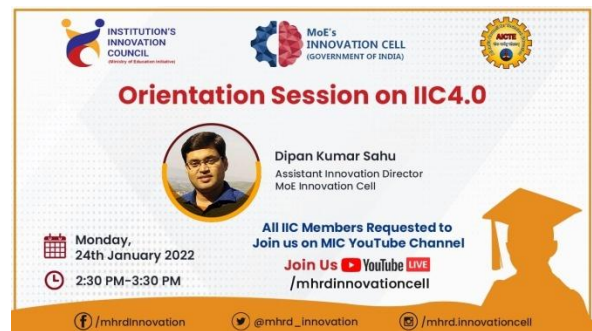 INSTITUTION'S
INNOVATION
COUNCIL
(Ministry of Education Initiative)
MoE's
INNOVATION CELL
(GOVERNMENT OF INDIA)
AICTE
Orientation Session on IIC4.0
Dipan Kumar Sahu
Assistant Innovation Director
MoE Innovation Cell
Monday,
24th January 2022
2:30 PM-3:30 PM
All IIC Members Requested to
Join us on MIC YouTube Channel
Join Us YouTube LIVE
/mhrdinnovationcell
/mhrdInnovation
@mhrd_innovation
/mhrd.innovationcell